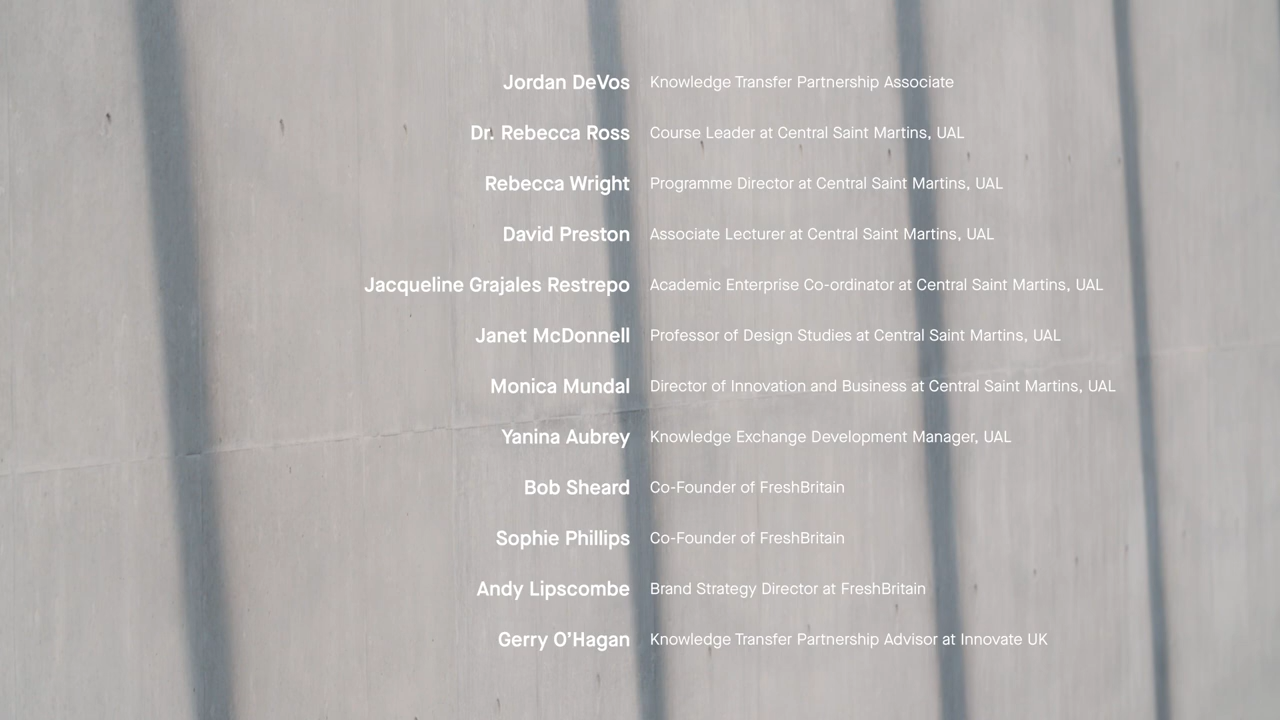 Jordan DeVos Knowledge Transfer Partnership Associate
Dr. Rebecca Ross Course Leader at Central Saint Martins, UAL
Rebecca Wright Programme Director at Central Saint Martins, UAL
David Preston Associate Lecturer at Central Saint Martins, UAL
Jacqueline Grajales Restrepo Academic Enterprise Co-ordinator at Central Saint Martins, UAL
Janet McDonnell Professor of Design Studies at Central Saint Martins, UAL
Monica Mundal Director of Innovation and Business at Central Saint Martins, UAL
Yanina Aubrey Knowledge Exchange Development Manager, UAL
Bob Sheard Co-Founder of FreshBritain
Sophie Phillips Co-Founder of FreshBritain
Andy Lipscombe Brand Strategy Director at FreshBritain
Gerry O’Hagan Knowledge Transfer Partnership Advisor at Innovate UK